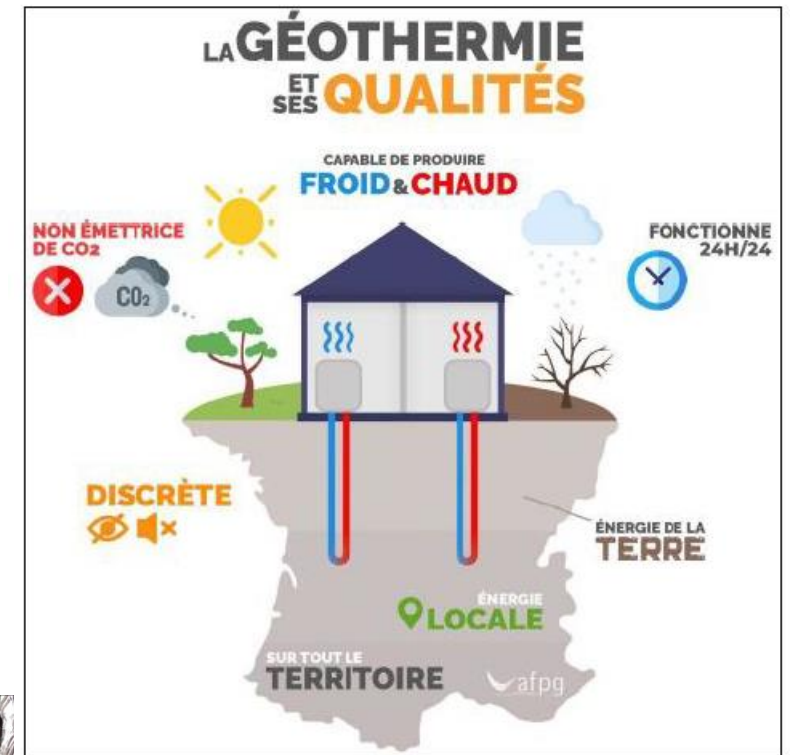 LA GÉOTHERMIE
ET SES QUALITÉS
CAPABLE DE PRODUIRE
FROID & CHAUD
NON ÉMETTRICE
DE CO2
CO2
FONCTIONNE
24H/24
DISCRÈTE
ÉNERGIE DE LA
TERRE
ÉNERGIE
LOCALE
SUR TOUT LE
TERRITOIRE
afpg